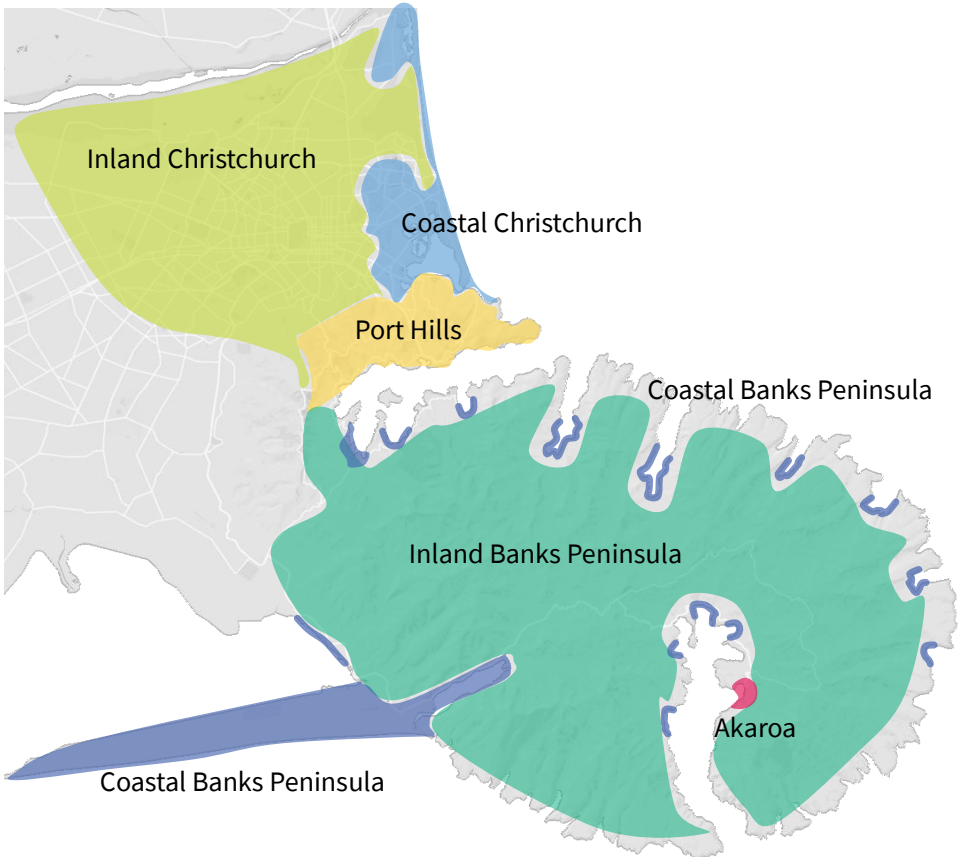 Inland Christchurch
Coastal Christchurch
Port Hills
Coastal Banks Peninsula
Inland Banks Peninsula
Akaroa
Coastal Banks Peninsula